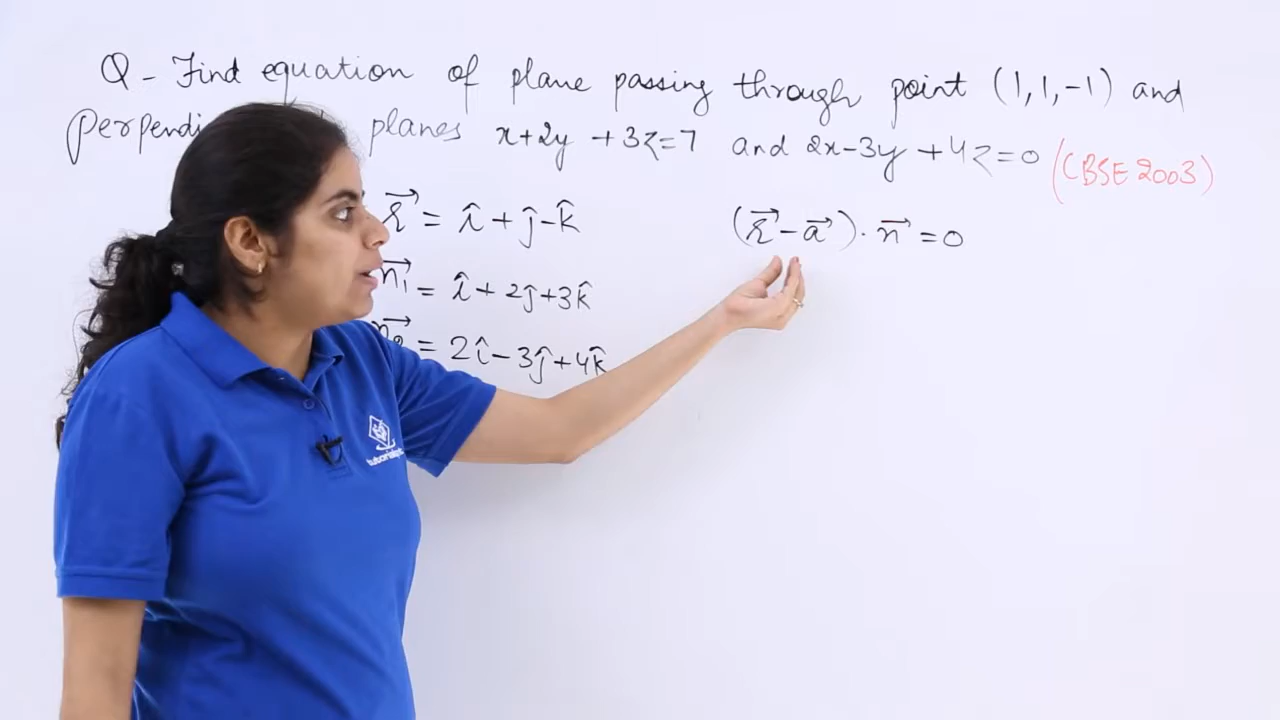 Q - Find equation of plane passing through point (1, 1, -1) and
perpendi planes x+2y +3z=7 and 2x-3y +4z=0 (CBSE 2003)
r⃗ = î + ĵ - k̂ (r⃗ - a⃗) · n⃗ = 0
n⃗₁ = î + 2ĵ + 3k̂
= 2î - 3ĵ + 4k̂